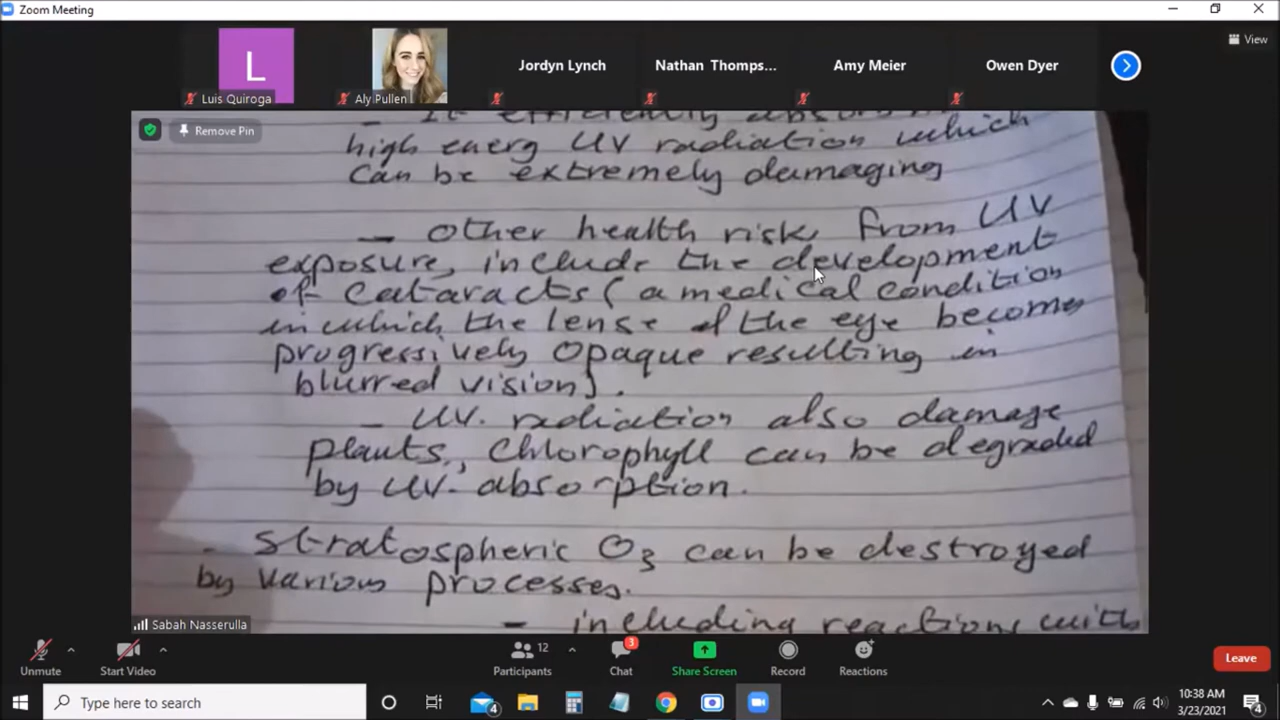 Zoom Meeting
View
L
Luis Quiroga
Aly Pullen
Jordyn Lynch
Nathan Thomps...
Amy Meier
Owen Dyer
Remove Pin
- It efficiently
high energ UV radiation which
can be extremely damaging
- other health risk from UV
exposure, include the development
of cataracts ( a medical condition
in which the lense of the eye becomes
progressively opaque resulting in
blurred vision).
- UV. radiation also damage
plants, Chlorophyll can be degraded
by UV. absorption.
- stratospheric O3 can be destroyed
by various processes.
- including reactions with
Sabah Nasserulla
Unmute
Start Video
12
Participants
3
Chat
Share Screen
Record
Reactions
Leave
Type here to search
4
10:38 AM
3/23/2021
4